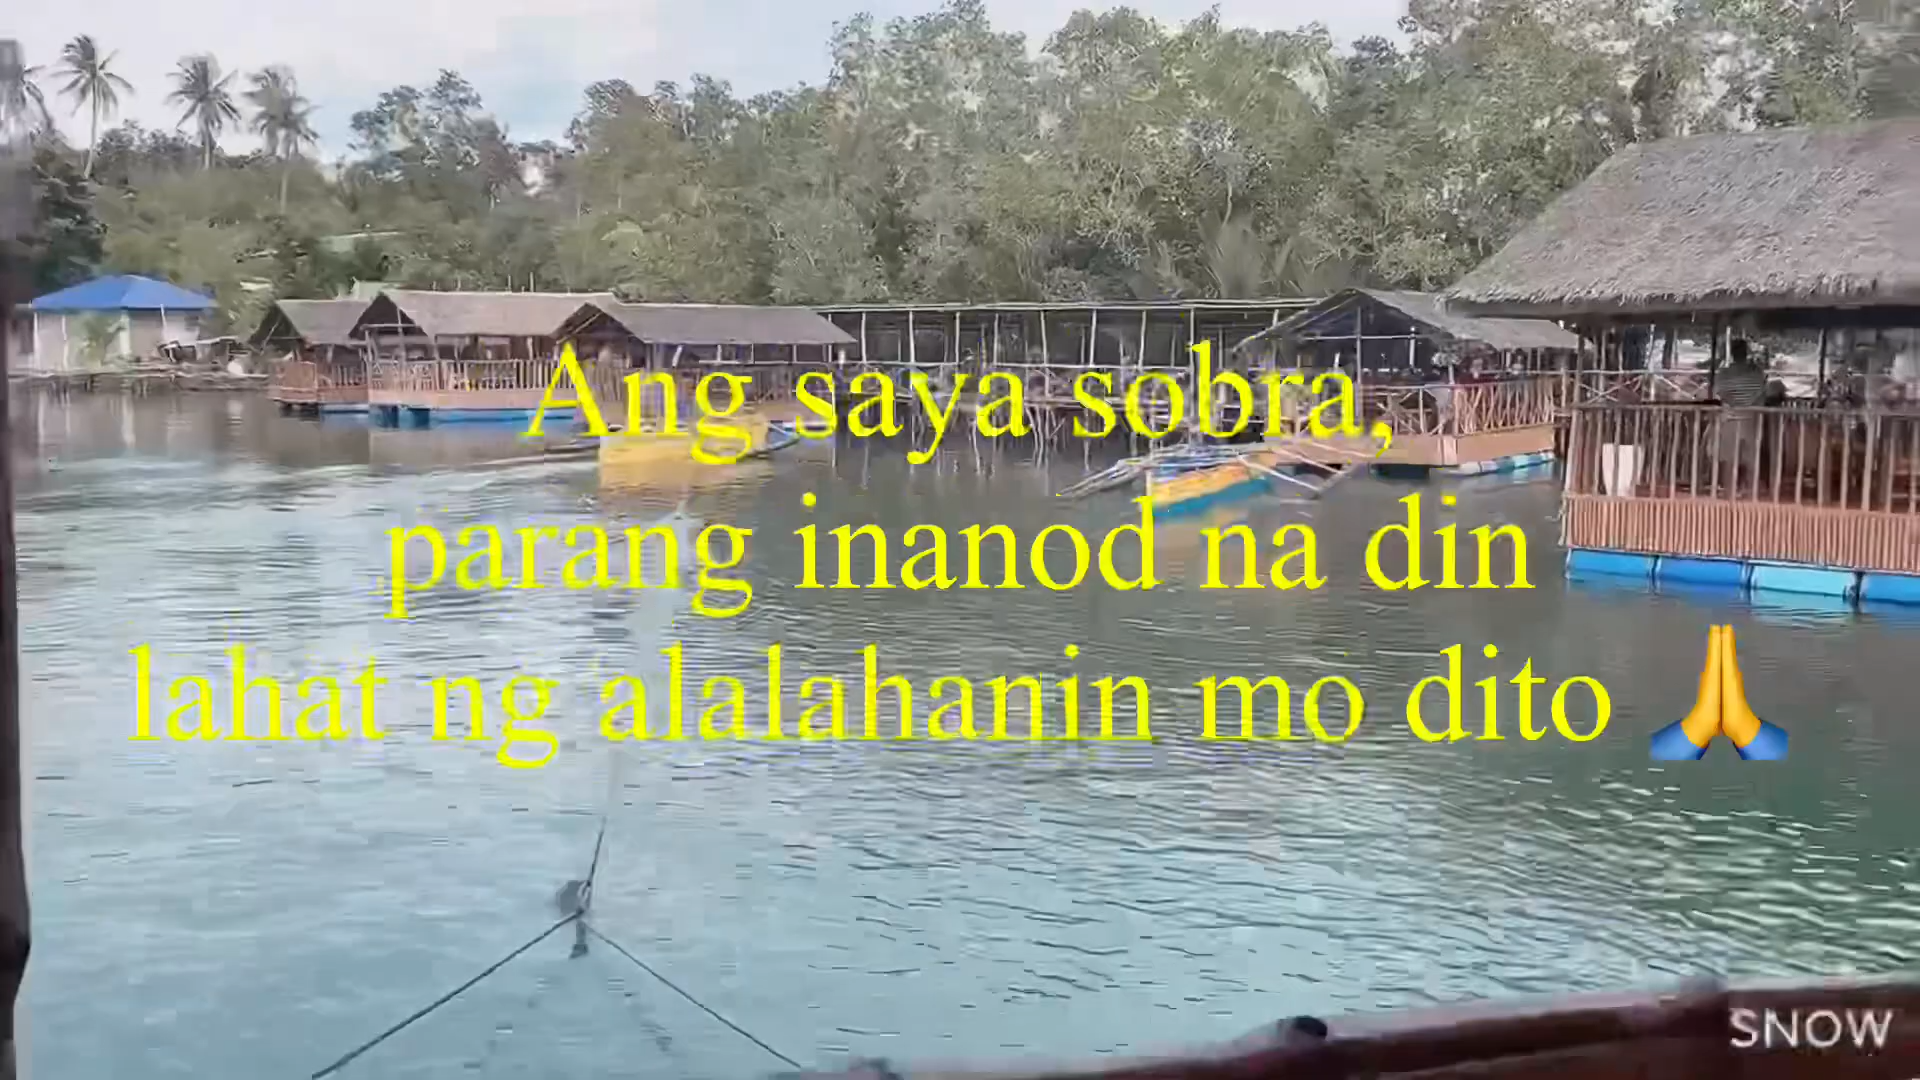 Ang saya sobra,
parang inanod na din
lahat ng alalahanin mo dito 🙏
SNOW